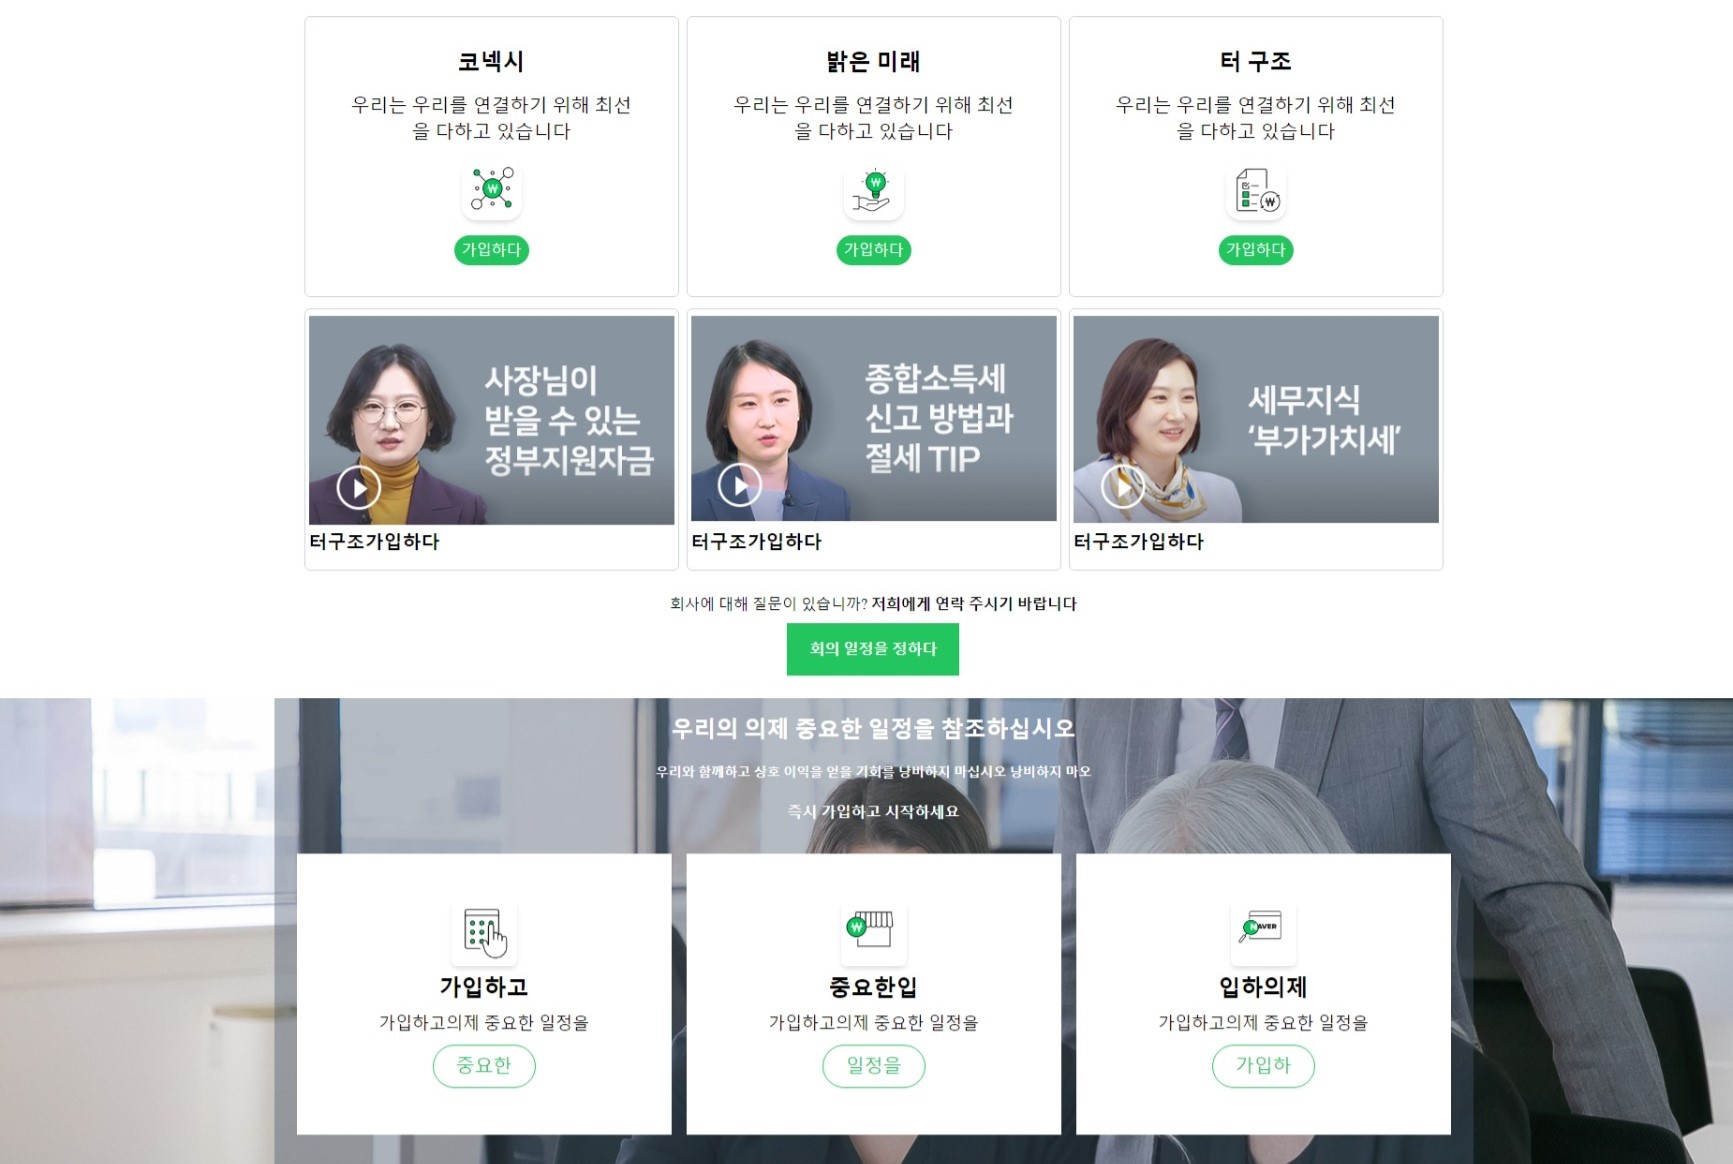 코넥시
우리는 우리를 연결하기 위해 최선
을 다하고 있습니다
₩
가입하다
밝은 미래
우리는 우리를 연결하기 위해 최선
을 다하고 있습니다
₩
가입하다
터 구조
우리는 우리를 연결하기 위해 최선
을 다하고 있습니다
₩
가입하다
사장님이
받을 수 있는
정부지원자금
터구조가입하다
종합소득세
신고 방법과
절세 TIP
터구조가입하다
세무지식
‘부가가치세’
터구조가입하다
회사에 대해 질문이 있습니까? 저희에게 연락 주시기 바랍니다
회의 일정을 정하다
우리의 의제 중요한 일정을 참조하십시오
우리와 함께하고 상호 이익을 얻을 기회를 낭비하지 마십시오 낭비하지 마오
즉시 가입하고 시작하세요
가입하고
가입하고의제 중요한 일정을
중요한
₩
중요한입
가입하고의제 중요한 일정을
일정을
NAVER
입하의제
가입하고의제 중요한 일정을
가입하